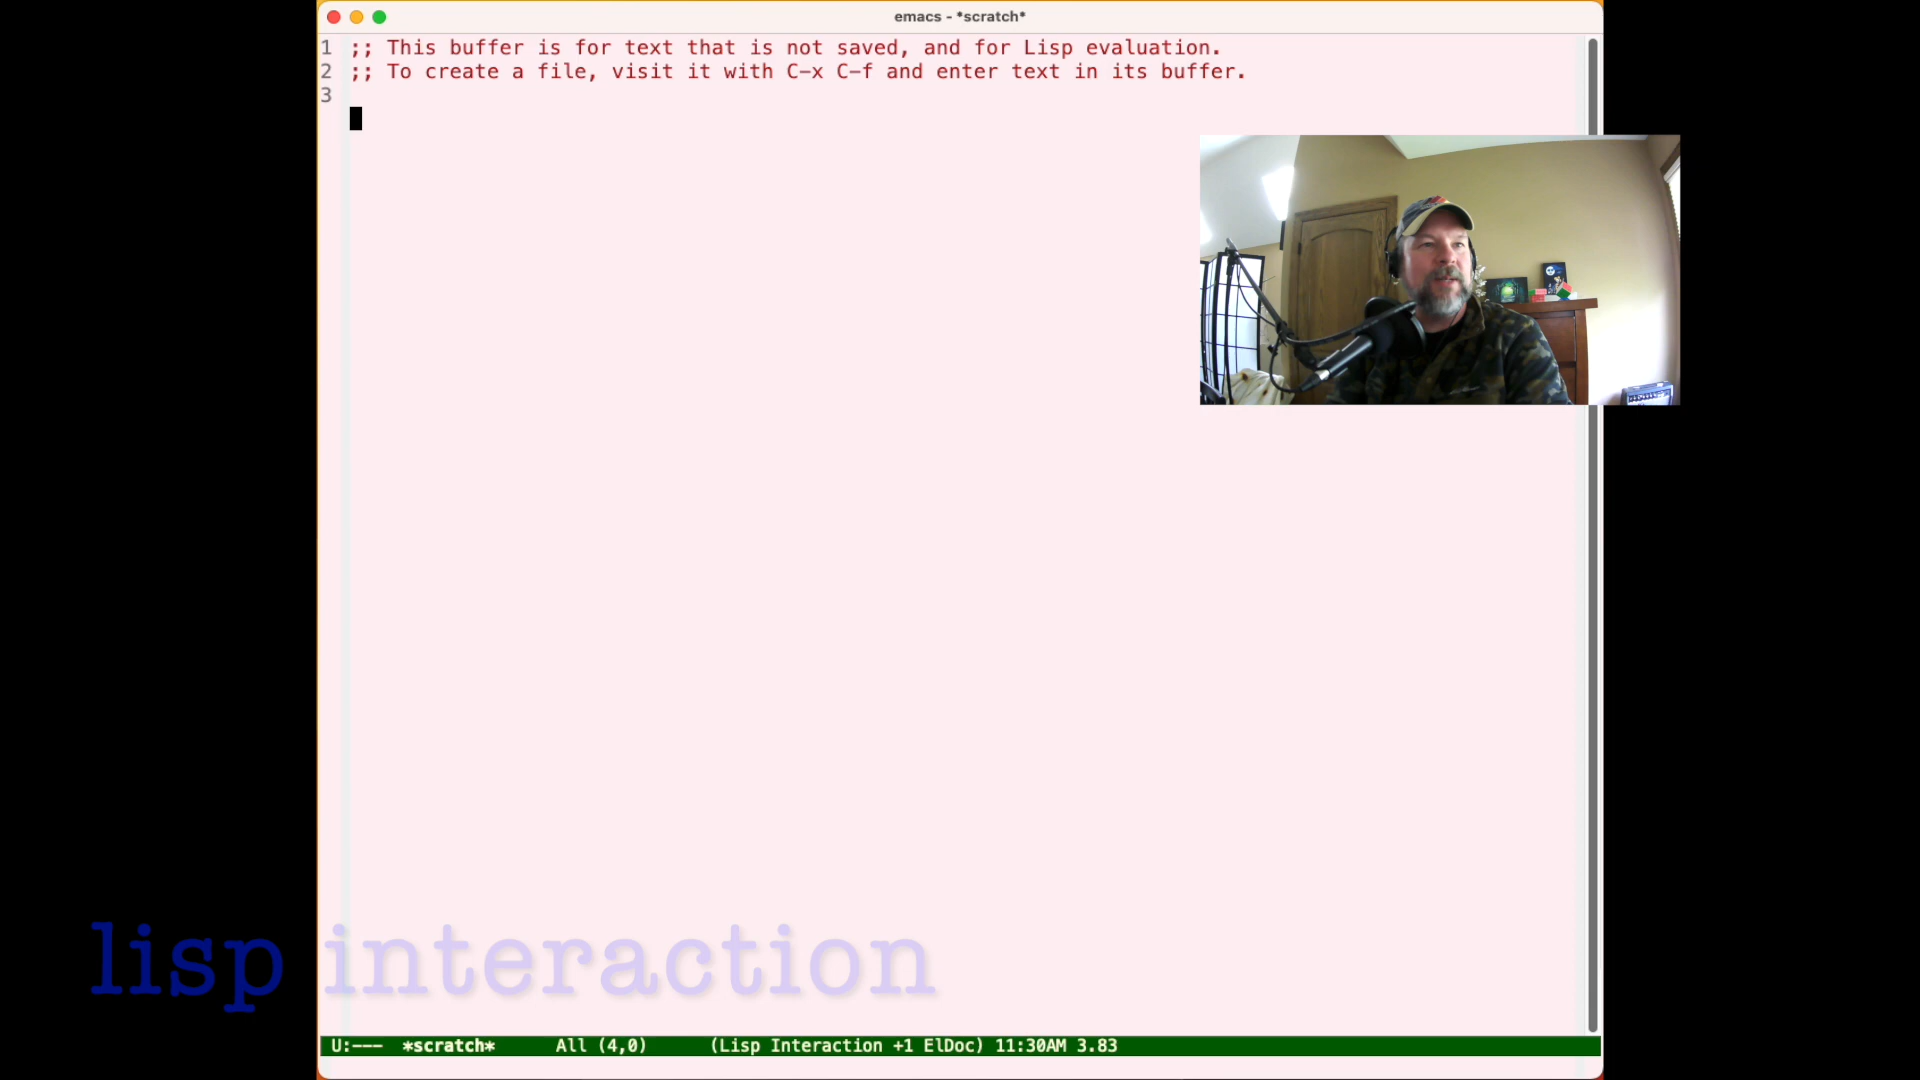 emacs - *scratch*
1 ;; This buffer is for text that is not saved, and for Lisp evaluation.
2 ;; To create a file, visit it with C-x C-f and enter text in its buffer.
3
lisp interaction
U:--- *scratch* All (4,0) (Lisp Interaction +1 ElDoc) 11:30AM 3.83